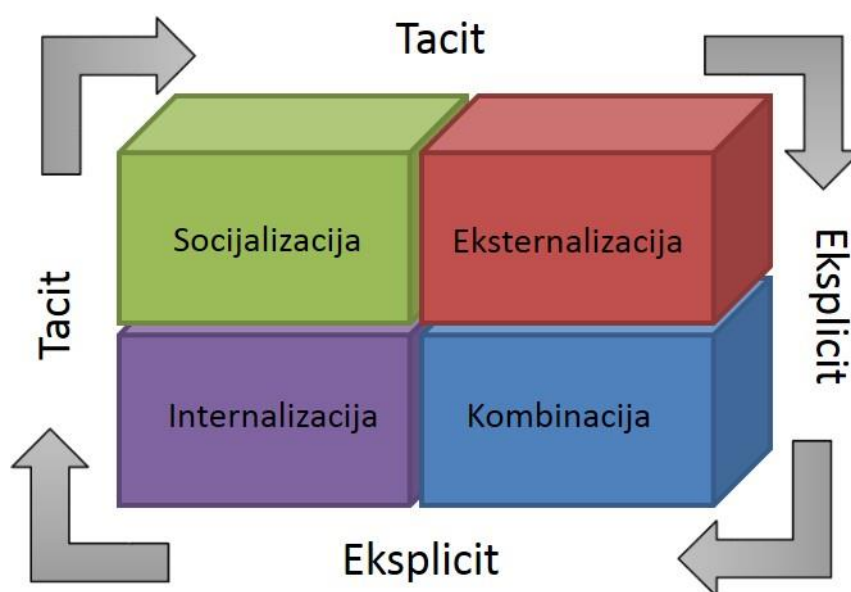 Tacit
Socijalizacija
Eksternalizacija
Tacit
Eksplicit
Internalizacija
Kombinacija
Eksplicit